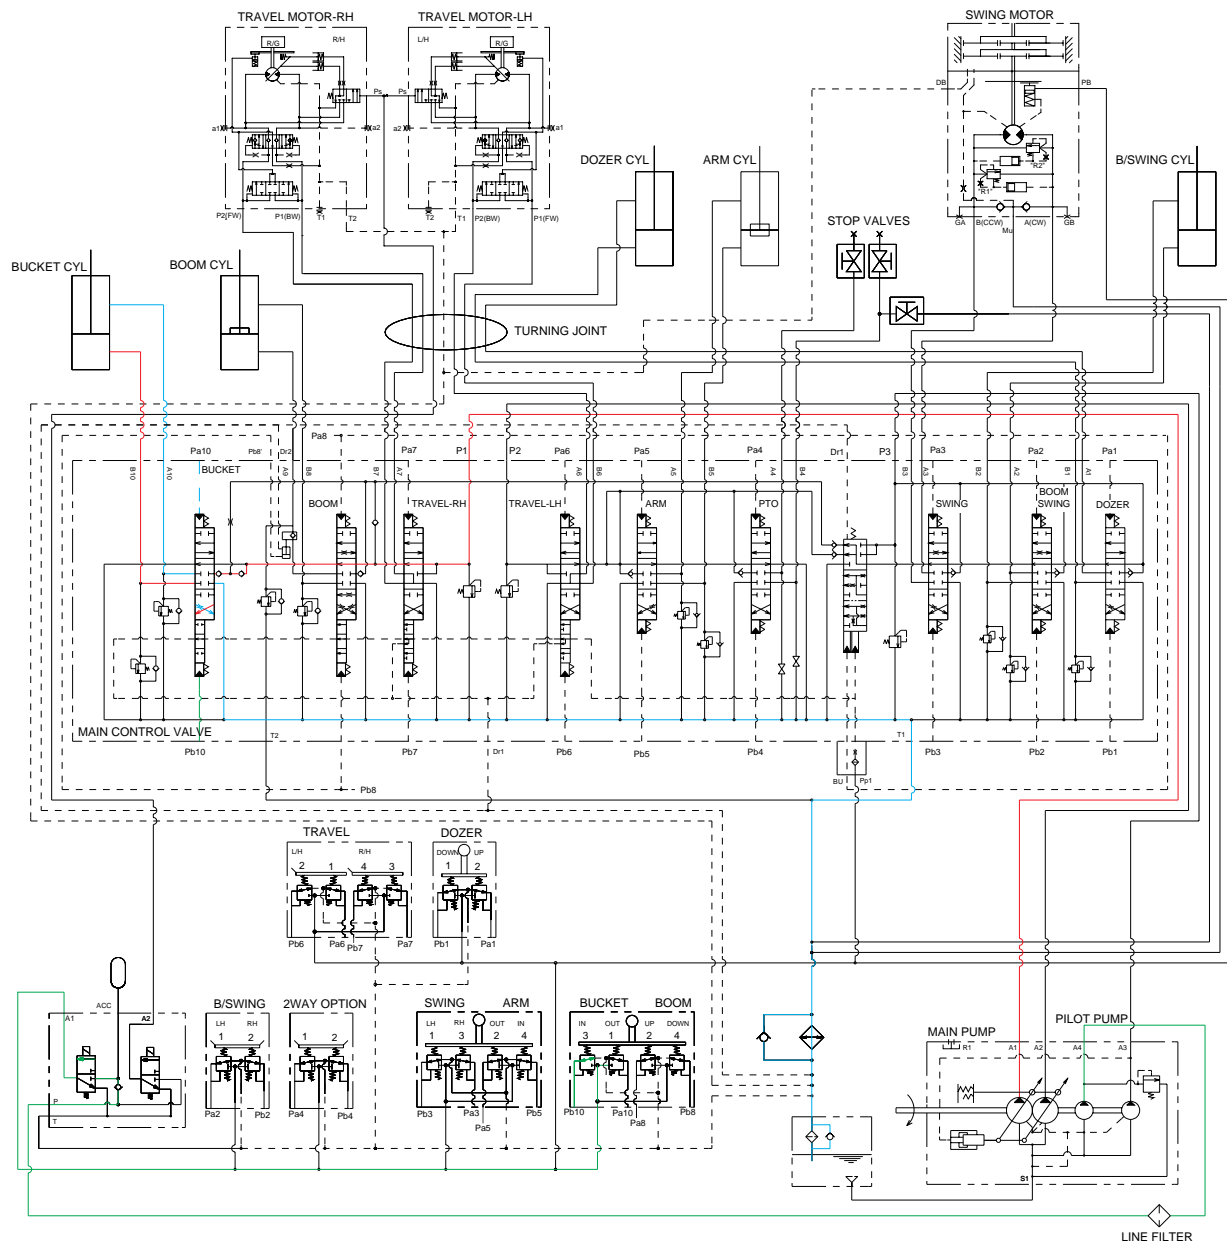 TRAVEL MOTOR-RH
TRAVEL MOTOR-LH
SWING MOTOR
R/G
R/H
L/H
R/G
Ps
Ps
DB
PB
a1
a2
a2
a1
"R2"
"R1"
P2(FW)
P1(BW)
T1
T2
T2
T1
P2(BW)
P1(FW)
GA
B(CCW)
Mu
A(CW)
GB
DOZER CYL
ARM CYL
B/SWING CYL
STOP VALVES
BUCKET CYL
BOOM CYL
TURNING JOINT
Pa10
Pb8'
Dr2
Pa8
Pa7
P1
P2
Pa6
Pa5
Pa4
Dr1
P3
Pa3
Pa2
Pa1
B10
A10
A9
B8
B7
A7
A6
B6
A5
B5
A4
B4
B3
A3
B2
A2
B1
A1
BUCKET
BOOM
TRAVEL-RH
TRAVEL-LH
ARM
PTO
SWING
BOOM
SWING
DOZER
MAIN CONTROL VALVE
T2
T1
Pb10
Pb7
Dr1
Pb6
Pb5
Pb4
Pb3
Pb2
Pb1
BU
Pp1
Pb8
TRAVEL
L/H
R/H
2
1
4
3
Pb6
Pa6
Pb7
Pa7
DOZER
DOWN
UP
1
2
Pb1
Pa1
ACC
A1
A2
P
T
B/SWING
LH
RH
1
2
Pa2
Pb2
2WAY OPTION
1
2
Pa4
Pb4
SWING
ARM
LH
RH
OUT
IN
1
3
2
4
Pb3
Pa3
Pa5
Pb5
BUCKET
BOOM
IN
OUT
UP
DOWN
3
1
2
4
Pb10
Pa10
Pa8
Pb8
MAIN PUMP
PILOT PUMP
R1
A1
A2
A4
A3
S1
LINE FILTER